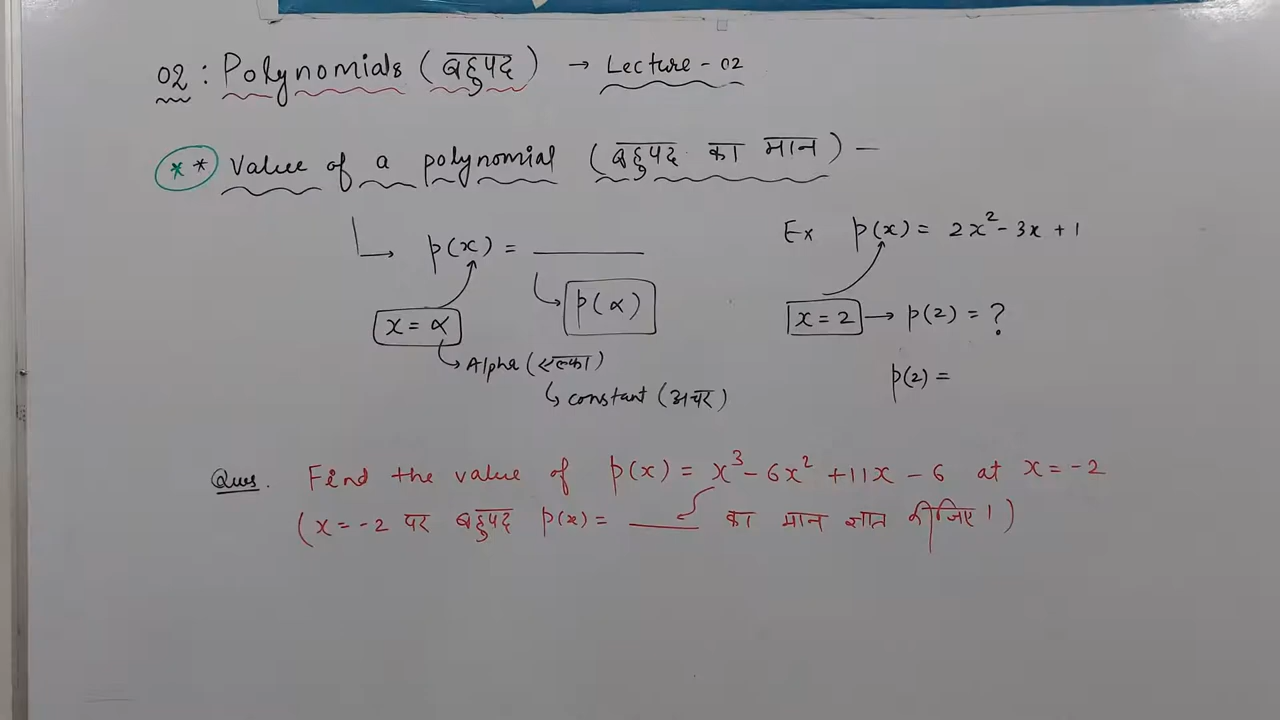 02 : Polynomials (बहुपद) → Lecture - 02
** Value of a polynomial (बहुपद का मान) —
p(x) = ______
x = α
p(α)
Alpha (एल्फा)
constant (अचर)
Ex p(x) = 2x² - 3x + 1
x = 2 → p(2) = ?
p(2) =
Ques. Find the value of p(x) = x³ - 6x² + 11x - 6 at x = -2
(x = -2 पर बहुपद p(x) = ____ का मान ज्ञात कीजिए।)